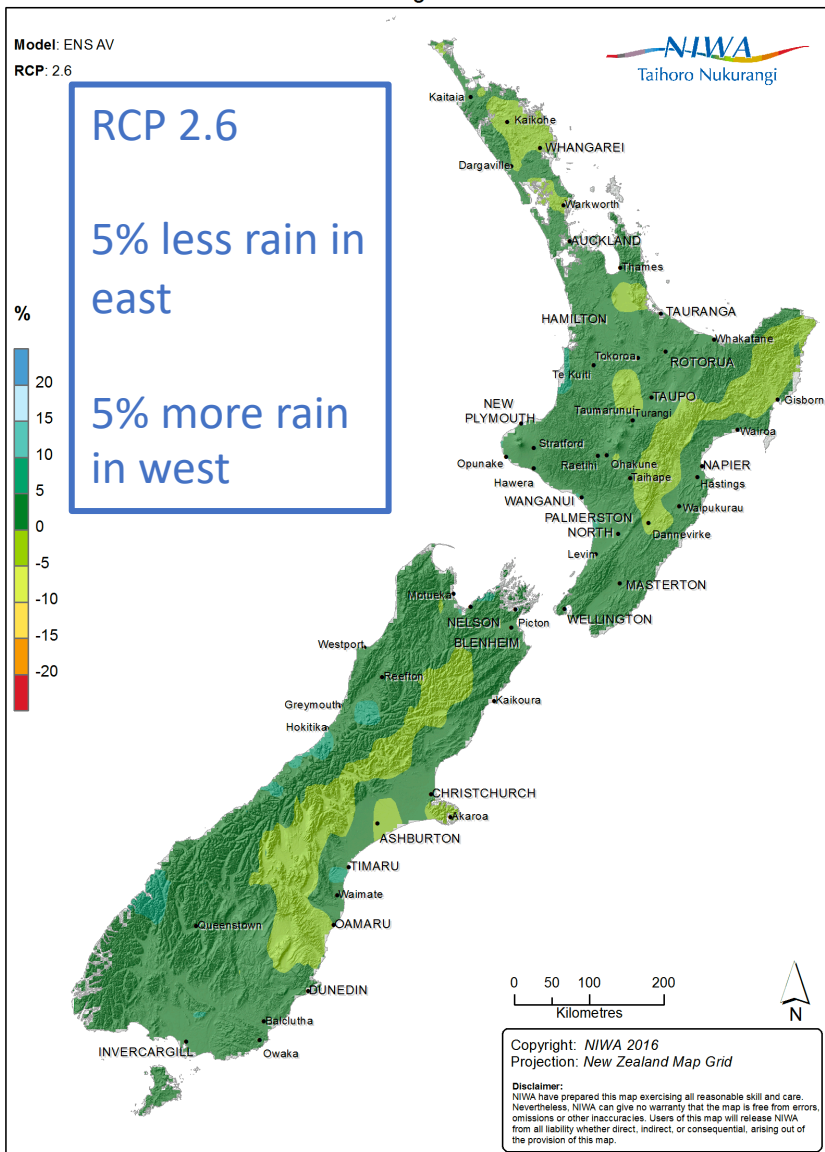 Model: ENS AV
RCP: 2.6
NIWA
Taihoro Nukurangi
RCP 2.6
5% less rain in
east
5% more rain
in west
%
20
15
10
5
0
-5
-10
-15
-20
Kaitaia
Kaikohe
WHANGAREI
Dargaville
Warkworth
AUCKLAND
Thames
HAMILTON
TAURANGA
Whakatane
Tokoroa
ROTORUA
Te Kuiti
NEW
PLYMOUTH
TAUPO
Taumarunui
Turangi
Gisborn
Wairoa
Stratford
Opunake
Raetihi
Ohakune
NAPIER
Hawera
Taihape
Hastings
WANGANUI
Waipukurau
PALMERSTON
NORTH
Dannevirke
Levin
MASTERTON
Motueka
NELSON
Picton
WELLINGTON
BLENHEIM
Westport
Reefton
Greymouth
Kaikoura
Hokitika
CHRISTCHURCH
Akaroa
ASHBURTON
TIMARU
Waimate
Queenstown
OAMARU
DUNEDIN
Balclutha
INVERCARGILL
Owaka
0 50 100 200
Kilometres
N
Copyright: NIWA 2016
Projection: New Zealand Map Grid
Disclaimer:
NIWA have prepared this map exercising all reasonable skill and care.
Nevertheless, NIWA can give no warranty that the map is free from errors,
omissions or other inaccuracies. Users of this map will release NIWA
from all liability whether direct, indirect, or consequential, arising out of
the provision of this map.